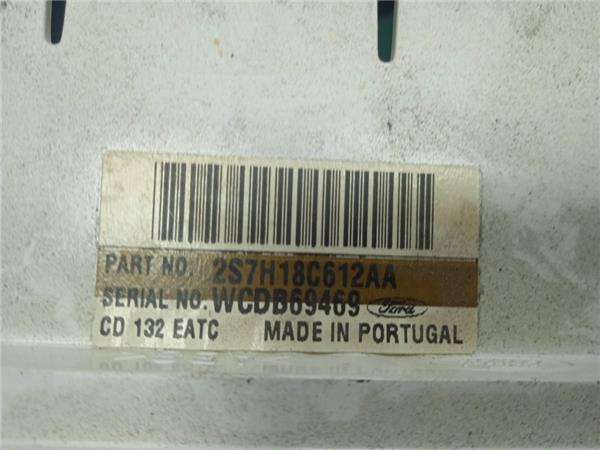 PART NO. 2S7H18C612AA
SERIAL NO. WCDB69469 Ford
CD 132 EATC MADE IN PORTUGAL